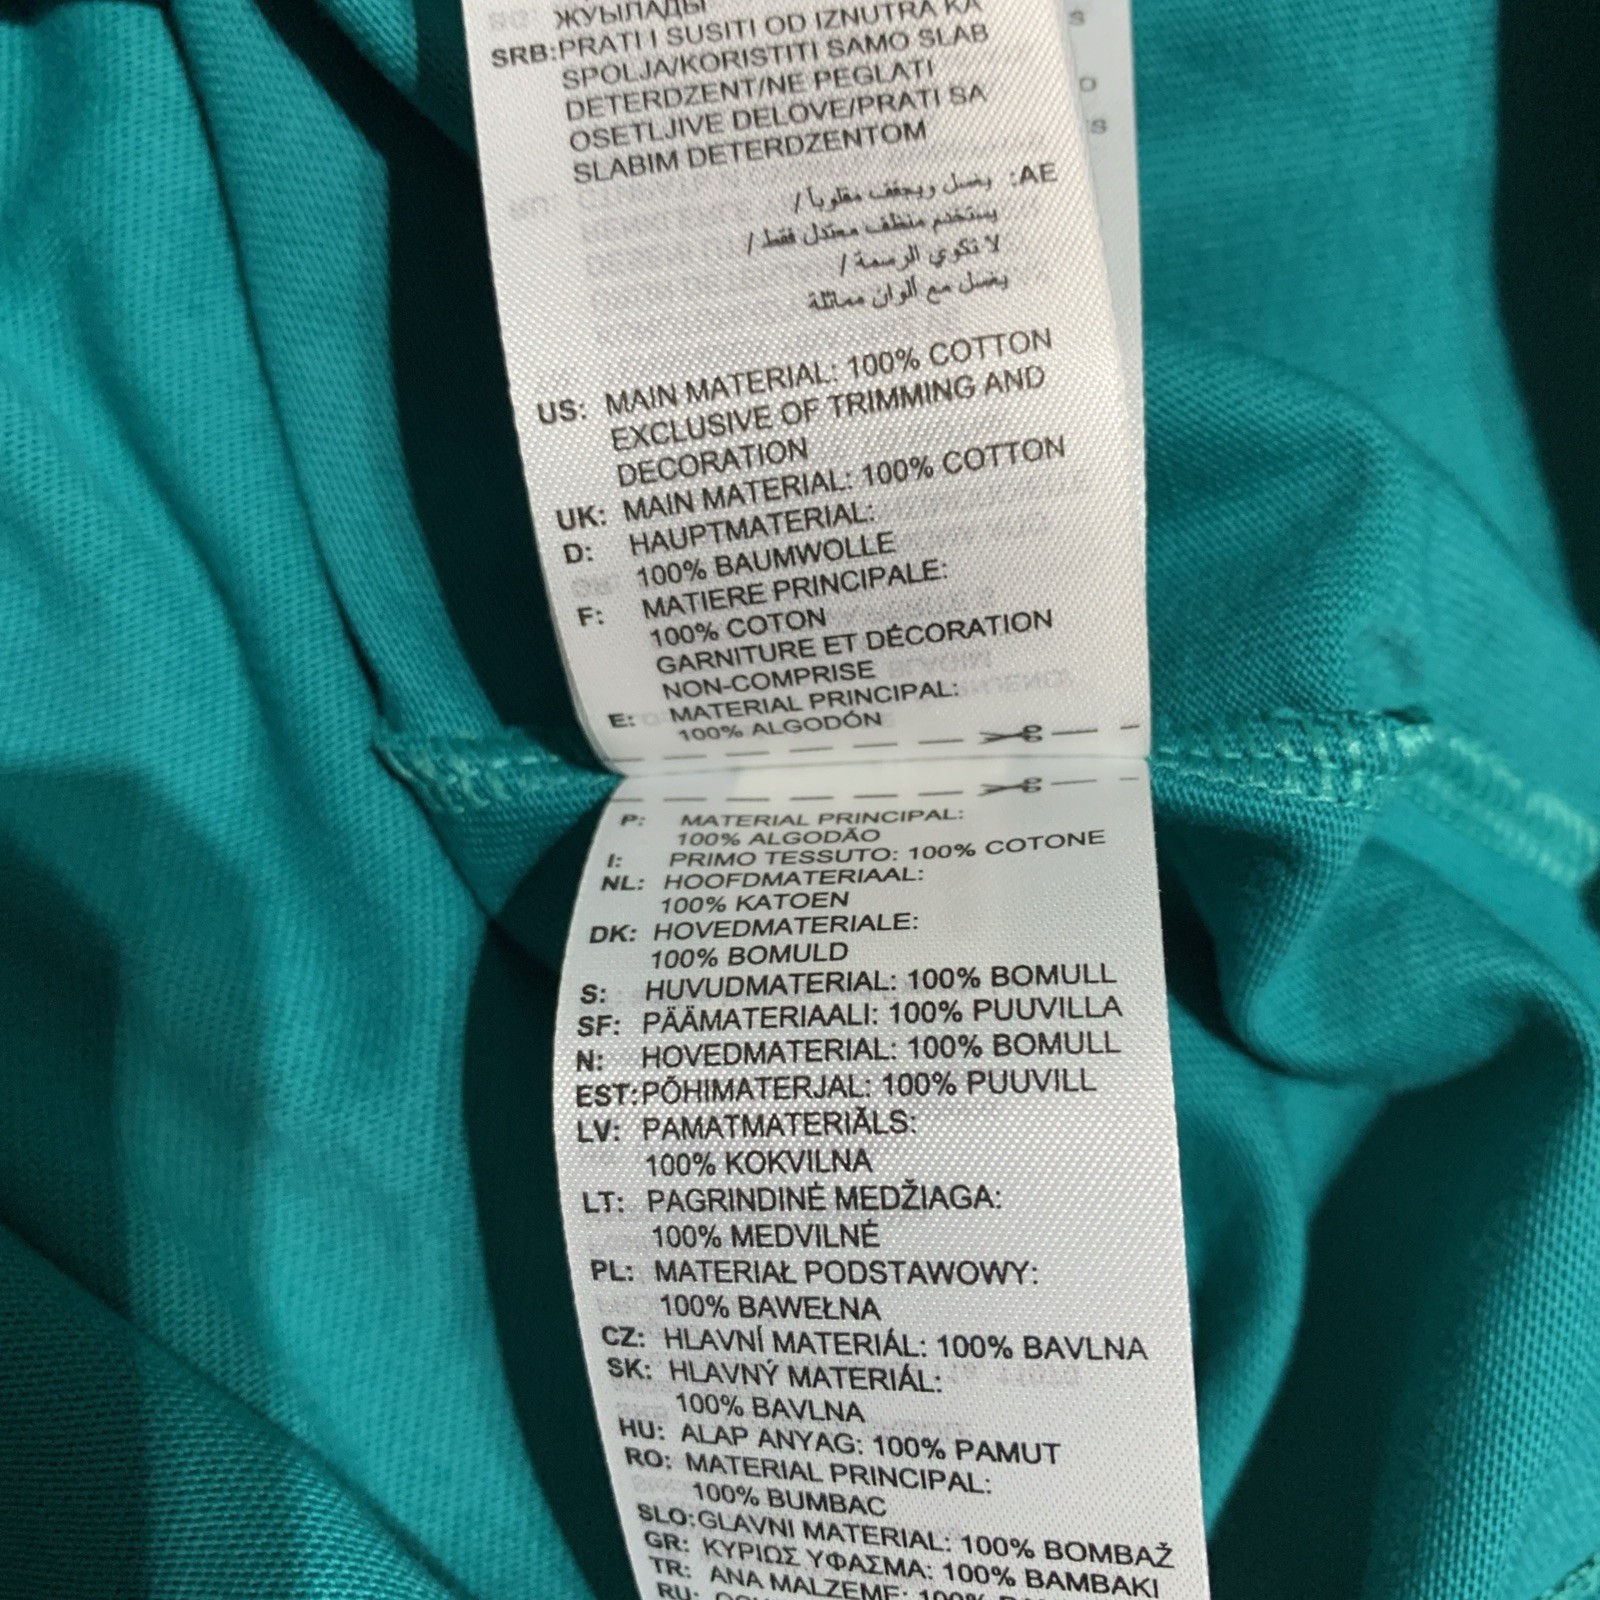 ЖУЫЛАДЫ
SRB:PRATI I SUSITI OD IZNUTRA KA
SPOLJA/KORISTITI SAMO SLAB
DETERDZENT/NE PEGLATI
OSETLJIVE DELOVE/PRATI SA
SLABIM DETERDZENTOM
AE: يغسل ويجفف مقلوباً /
يستخدم منظف معتدل فقط /
لا تكوي الرسمة /
يغسل مع ألوان مماثلة
US: MAIN MATERIAL: 100% COTTON
EXCLUSIVE OF TRIMMING AND
DECORATION
UK: MAIN MATERIAL: 100% COTTON
D: HAUPTMATERIAL:
100% BAUMWOLLE
F: MATIERE PRINCIPALE:
100% COTON
GARNITURE ET DÉCORATION
NON-COMPRISE
E: MATERIAL PRINCIPAL:
100% ALGODÓN
P: MATERIAL PRINCIPAL:
100% ALGODÃO
I: PRIMO TESSUTO: 100% COTONE
NL: HOOFDMATERIAAL:
100% KATOEN
DK: HOVEDMATERIALE:
100% BOMULD
S: HUVUDMATERIAL: 100% BOMULL
SF: PÄÄMATERIAALI: 100% PUUVILLA
N: HOVEDMATERIAL: 100% BOMULL
EST:PÕHIMATERJAL: 100% PUUVILL
LV: PAMATMATERIĀLS:
100% KOKVILNA
LT: PAGRINDINĖ MEDŽIAGA:
100% MEDVILNĖ
PL: MATERIAŁ PODSTAWOWY:
100% BAWEŁNA
CZ: HLAVNÍ MATERIÁL: 100% BAVLNA
SK: HLAVNÝ MATERIÁL:
100% BAVLNA
HU: ALAP ANYAG: 100% PAMUT
RO: MATERIAL PRINCIPAL:
100% BUMBAC
SLO:GLAVNI MATERIAL: 100% BOMBAŽ
GR: ΚΥΡΙΩΣ ΥΦΑΣΜΑ: 100% ΒΑΜΒΑΚΙ
TR: ANA MALZEME: 100%
RU: